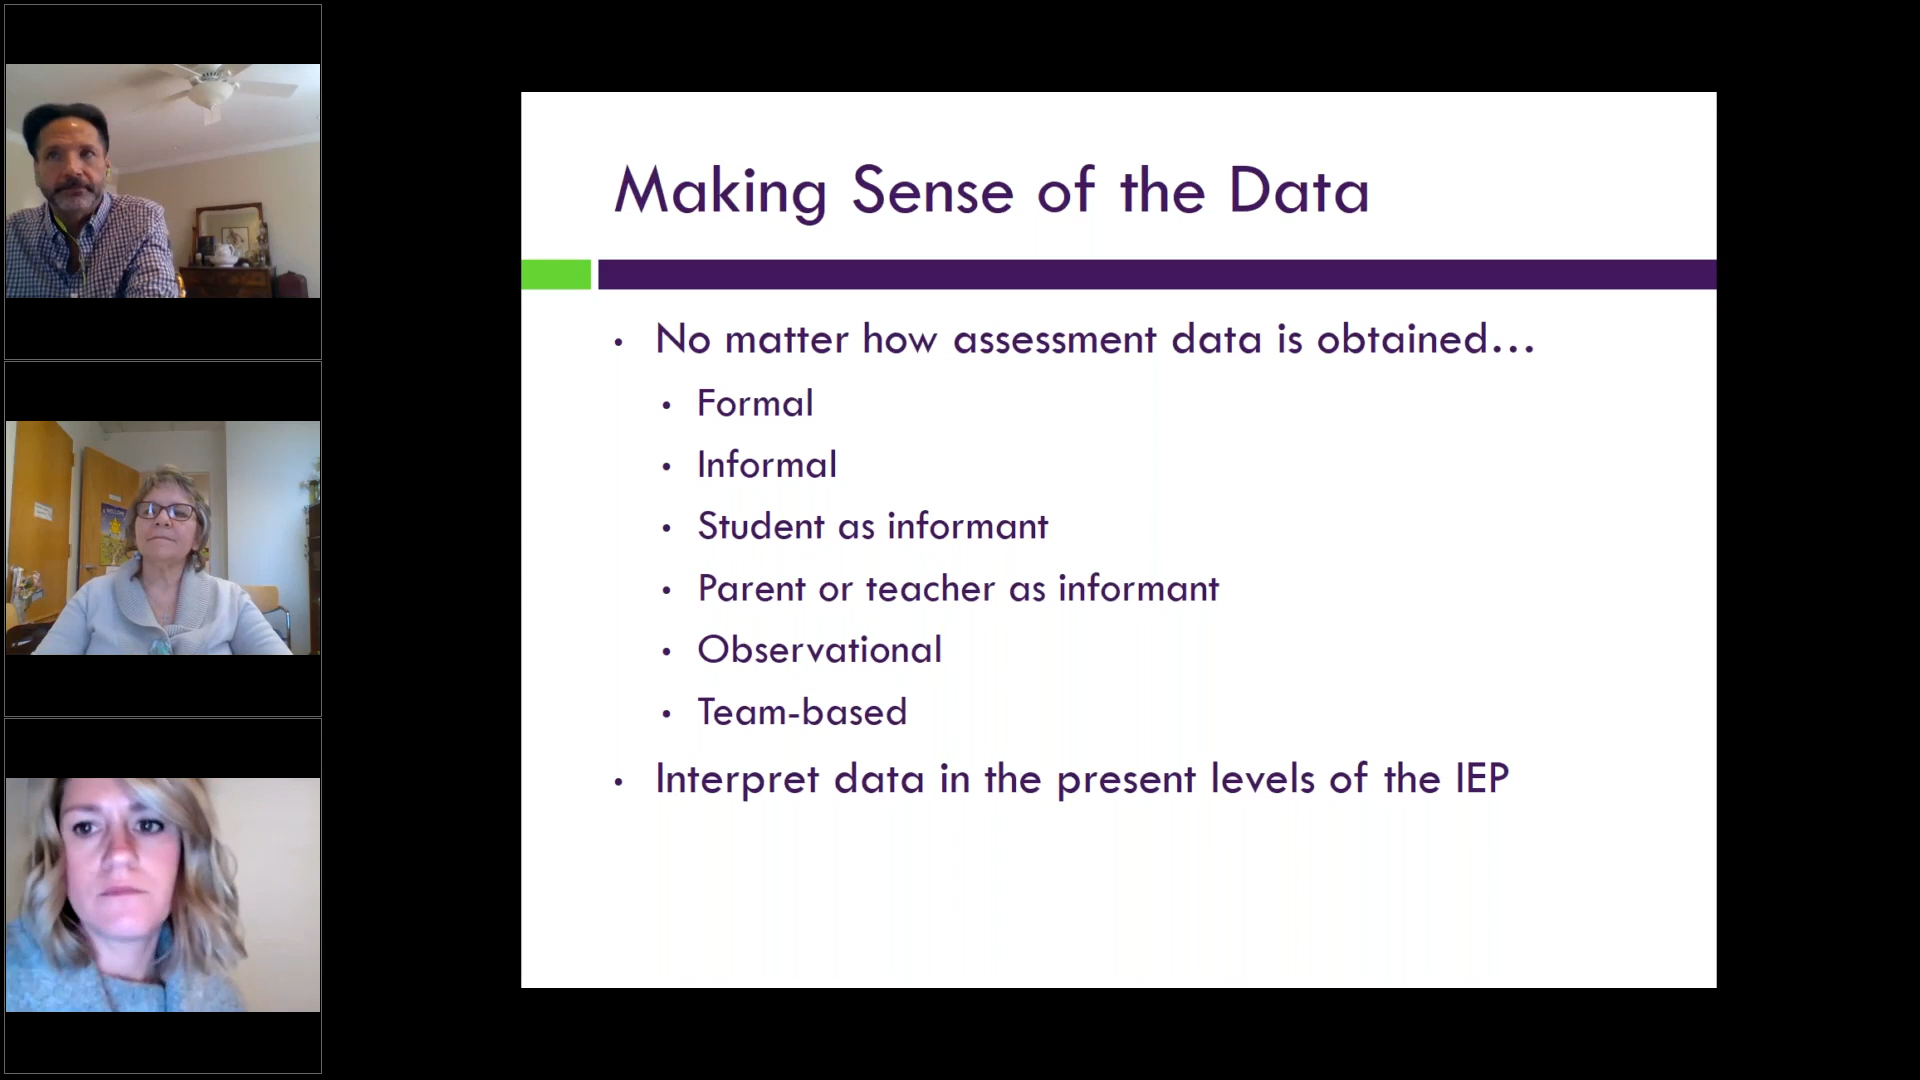 Making Sense of the Data
• No matter how assessment data is obtained...
• Formal
• Informal
• Student as informant
• Parent or teacher as informant
• Observational
• Team-based
• Interpret data in the present levels of the IEP